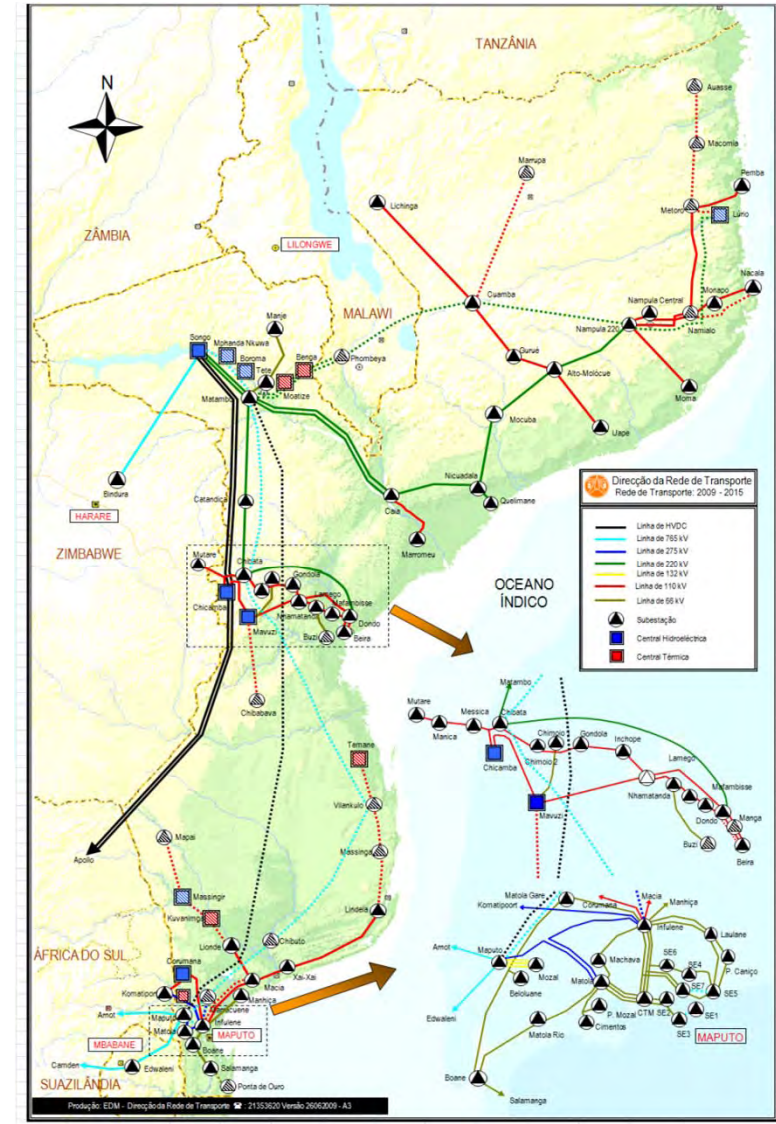 TANZÂNIA
N
Auasse
Macomia
Marrupa
Pemba
Metoro
Lúrio
Lichinga
ZÂMBIA
LILONGWE
MALAWI
Cuamba
Nacala
Monapo
Nampula Central
Nampula 220
Namialo
Manje
Songo
Mphanda Nkuwa
Boroma
Benga
Tete
Moatize
Phombeya
Gurué
Alto-Molócue
Matambo
Moma
Mocuba
Uape
Bindura
HARARE
Nicuadala
Quelimane
Catandica
Caia
Marromeu
ZIMBABWE
Direcção da Rede de Transporte
Rede de Transporte: 2009 - 2015
Linha de HVDC
Linha de 765 kV
Linha de 275 kV
Linha de 220 kV
Linha de 132 kV
Linha de 110 kV
Linha de 66 kV
Subestação
Central Hidroeléctrica
Central Térmica
OCEANO
ÍNDICO
Mutare
Chibata
Gondola
Lamego
Mafambisse
Chicamba
Mavuzi
Nhamatanda
Dondo
Buzi
Beira
Chibabava
Matambo
Mutare
Messica
Chibata
Manica
Chimoio
Gondola
Inchope
Chicamba
Chimoio 2
Lamego
Nhamatanda
Mafambisse
Mavuzi
Dondo
Manga
Buzi
Beira
Temane
Vilankulo
Mapai
Apollo
Massinga
Massingir
Kuvaninga
Lindela
Lionde
Chibuto
ÁFRICA DO SUL
Corumana
Xai-Xai
Macia
Komatiport
Manhiça
Arnot
Maputo
Infulene
Matola
MAPUTO
MBABANE
Boane
Camden
Edwaleni
Salamanga
SUAZILÂNDIA
Ponta de Ouro
Matola Gare
Corumana
Macia
Komatipoort
Manhiça
Infulene
Arnot
Laulane
Maputo
Machava
SE6
SE4
P. Caniço
Mozal
Beloluane
Matola
SE7
SE5
Edwaleni
P. Mozal
CTM
SE2
SE1
Matola Rio
Cimentos
SE3
MAPUTO
Boane
Salamanga
Produção: EDM - Direcção da Rede de Transporte ☎ : 21353620 Versão 26062009 - A3